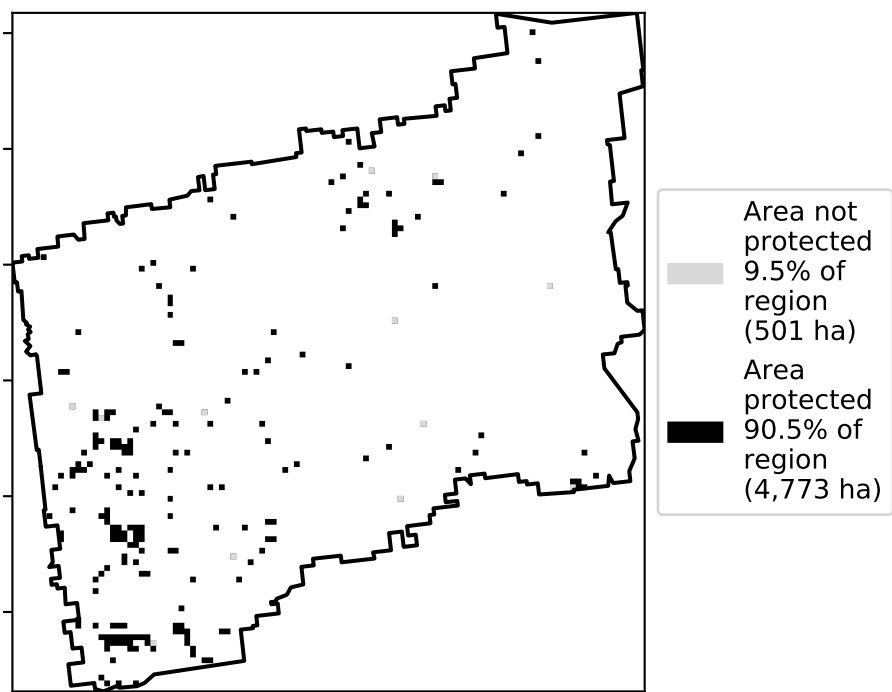 Area not
protected
9.5% of
region
(501 ha)
Area
protected
90.5% of
region
(4,773 ha)